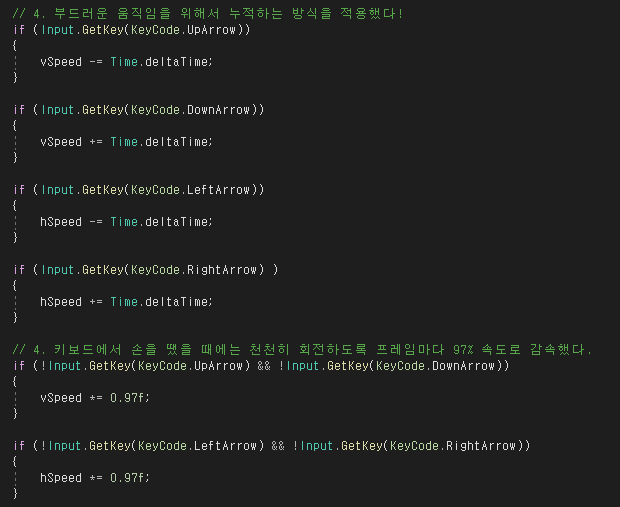 // 4. 부드러운 움직임을 위해서 누적하는 방식을 적용했다!
if (Input.GetKey(KeyCode.UpArrow))
{
    vSpeed -= Time.deltaTime;
}

if (Input.GetKey(KeyCode.DownArrow))
{
    vSpeed += Time.deltaTime;
}

if (Input.GetKey(KeyCode.LeftArrow))
{
    hSpeed -= Time.deltaTime;
}

if (Input.GetKey(KeyCode.RightArrow) )
{
    hSpeed += Time.deltaTime;
}

// 4. 키보드에서 손을 땠을 때에는 천천히 회전하도록 프레임마다 97% 속도로 감속했다.
if (!Input.GetKey(KeyCode.UpArrow) && !Input.GetKey(KeyCode.DownArrow))
{
    vSpeed *= 0.97f;
}

if (!Input.GetKey(KeyCode.LeftArrow) && !Input.GetKey(KeyCode.RightArrow))
{
    hSpeed *= 0.97f;
}